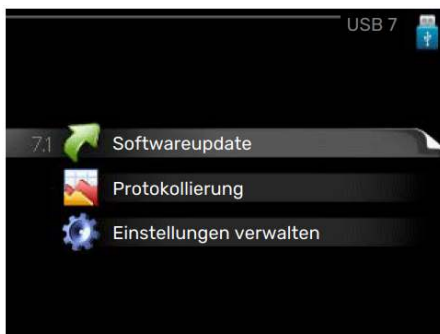 USB 7
7.1 Softwareupdate
Protokollierung
Einstellungen verwalten